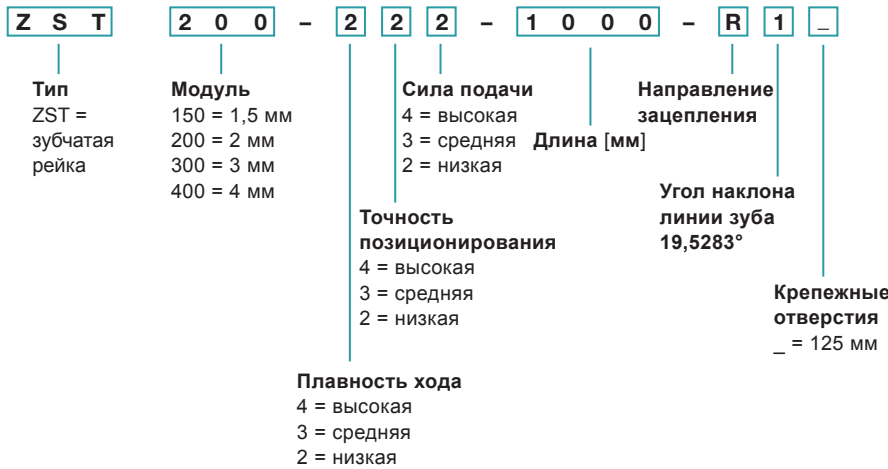 Z S T 2 0 0 – 2 2 2 – 1 0 0 0 – R 1 _
Тип
ZST =
зубчатая
рейка
Модуль
150 = 1,5 мм
200 = 2 мм
300 = 3 мм
400 = 4 мм
Сила подачи
4 = высокая
3 = средняя
2 = низкая
Длина [мм]
Направление
зацепления
Точность
позиционирования
4 = высокая
3 = средняя
2 = низкая
Угол наклона
линии зуба
19,5283°
Крепежные
отверстия
_ = 125 мм
Плавность хода
4 = высокая
3 = средняя
2 = низкая